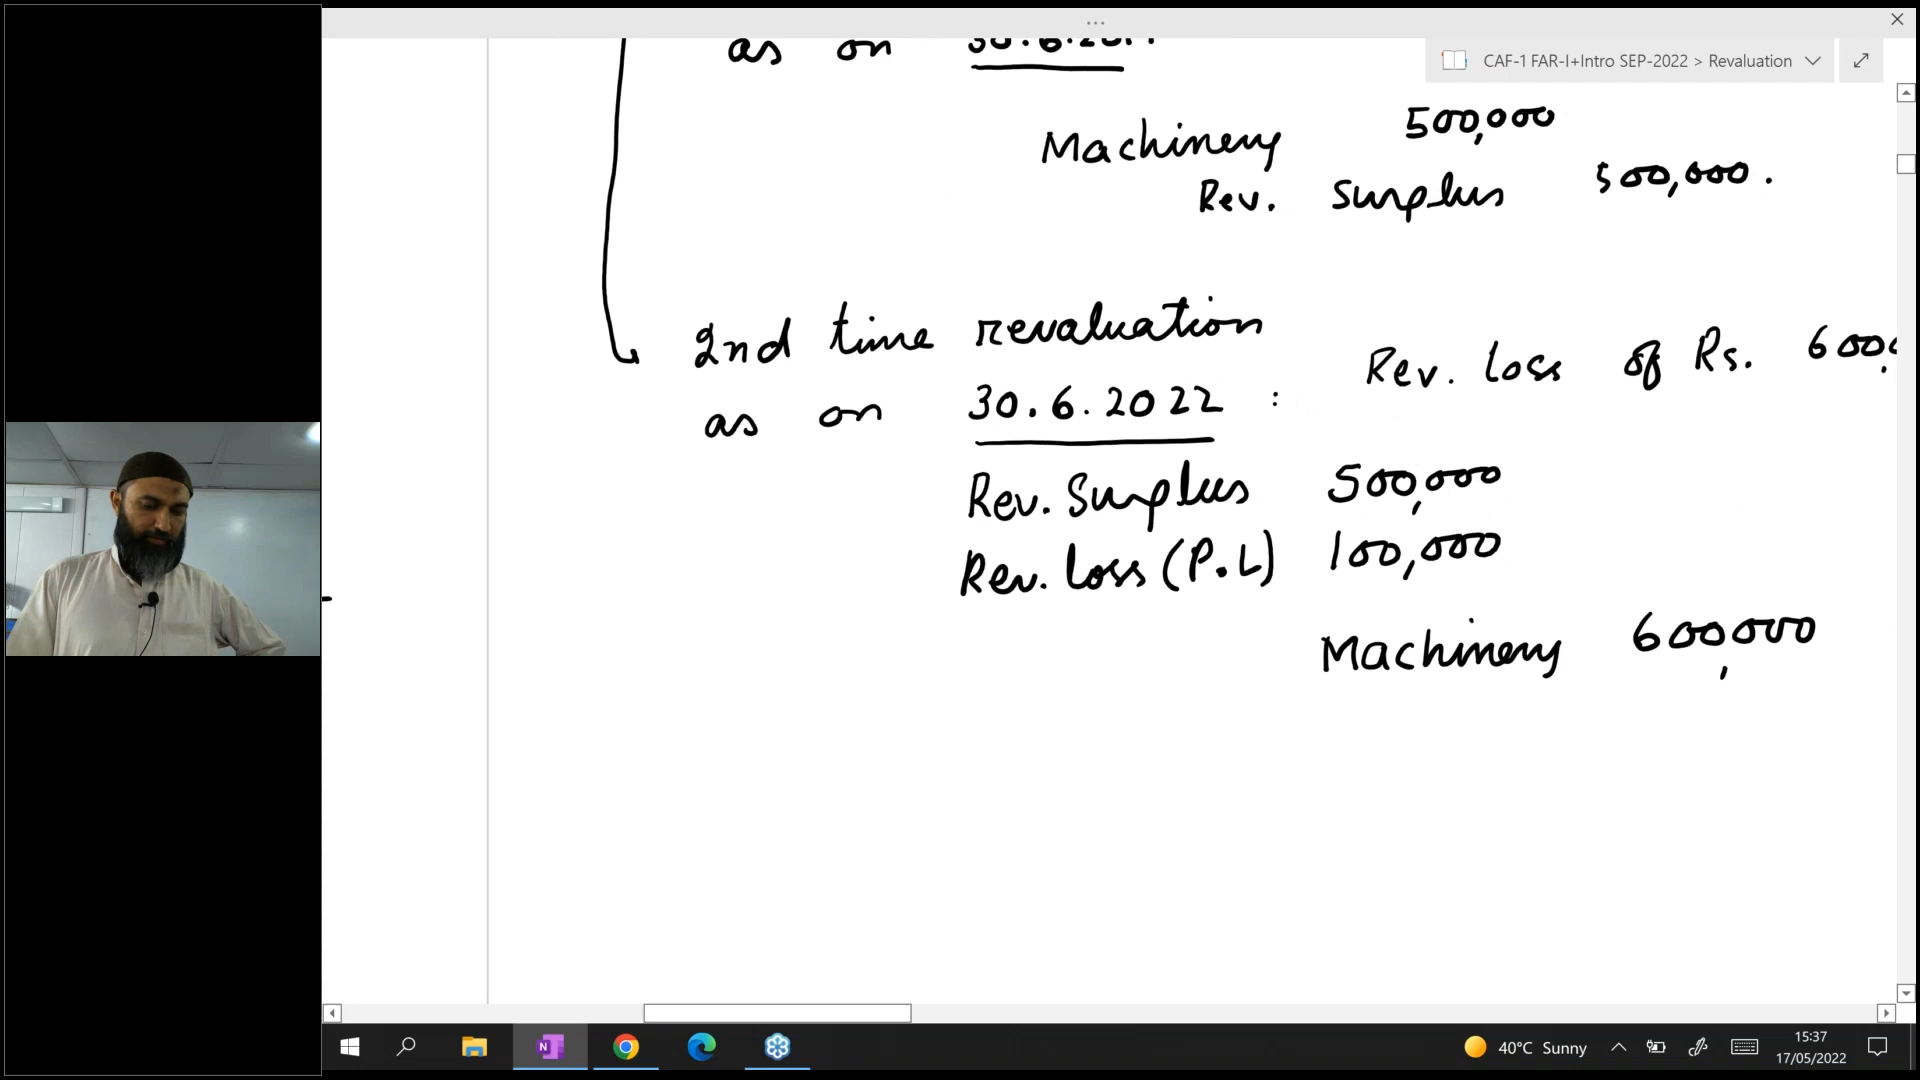 as on
CAF-1 FAR-I+Intro SEP-2022 > Revaluation
Machinery 500,000
Rev. Surplus 500,000.
2nd time revaluation
as on 30.6.2022 : Rev. loss of Rs. 600,
Rev. Surplus 500,000
Rev. loss (P.L) 100,000
Machinery 600,000
40°C Sunny
15:37
17/05/2022